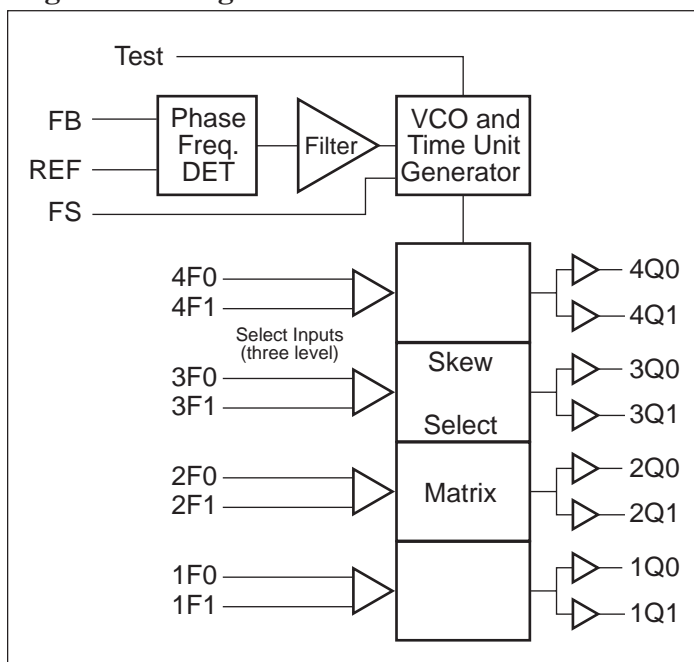 Test
FB
REF
FS
Phase
Freq.
DET
Filter
VCO and
Time Unit
Generator
4F0
4F1
Select Inputs
(three level)
3F0
3F1
2F0
2F1
1F0
1F1
Skew
Select
Matrix
4Q0
4Q1
3Q0
3Q1
2Q0
2Q1
1Q0
1Q1